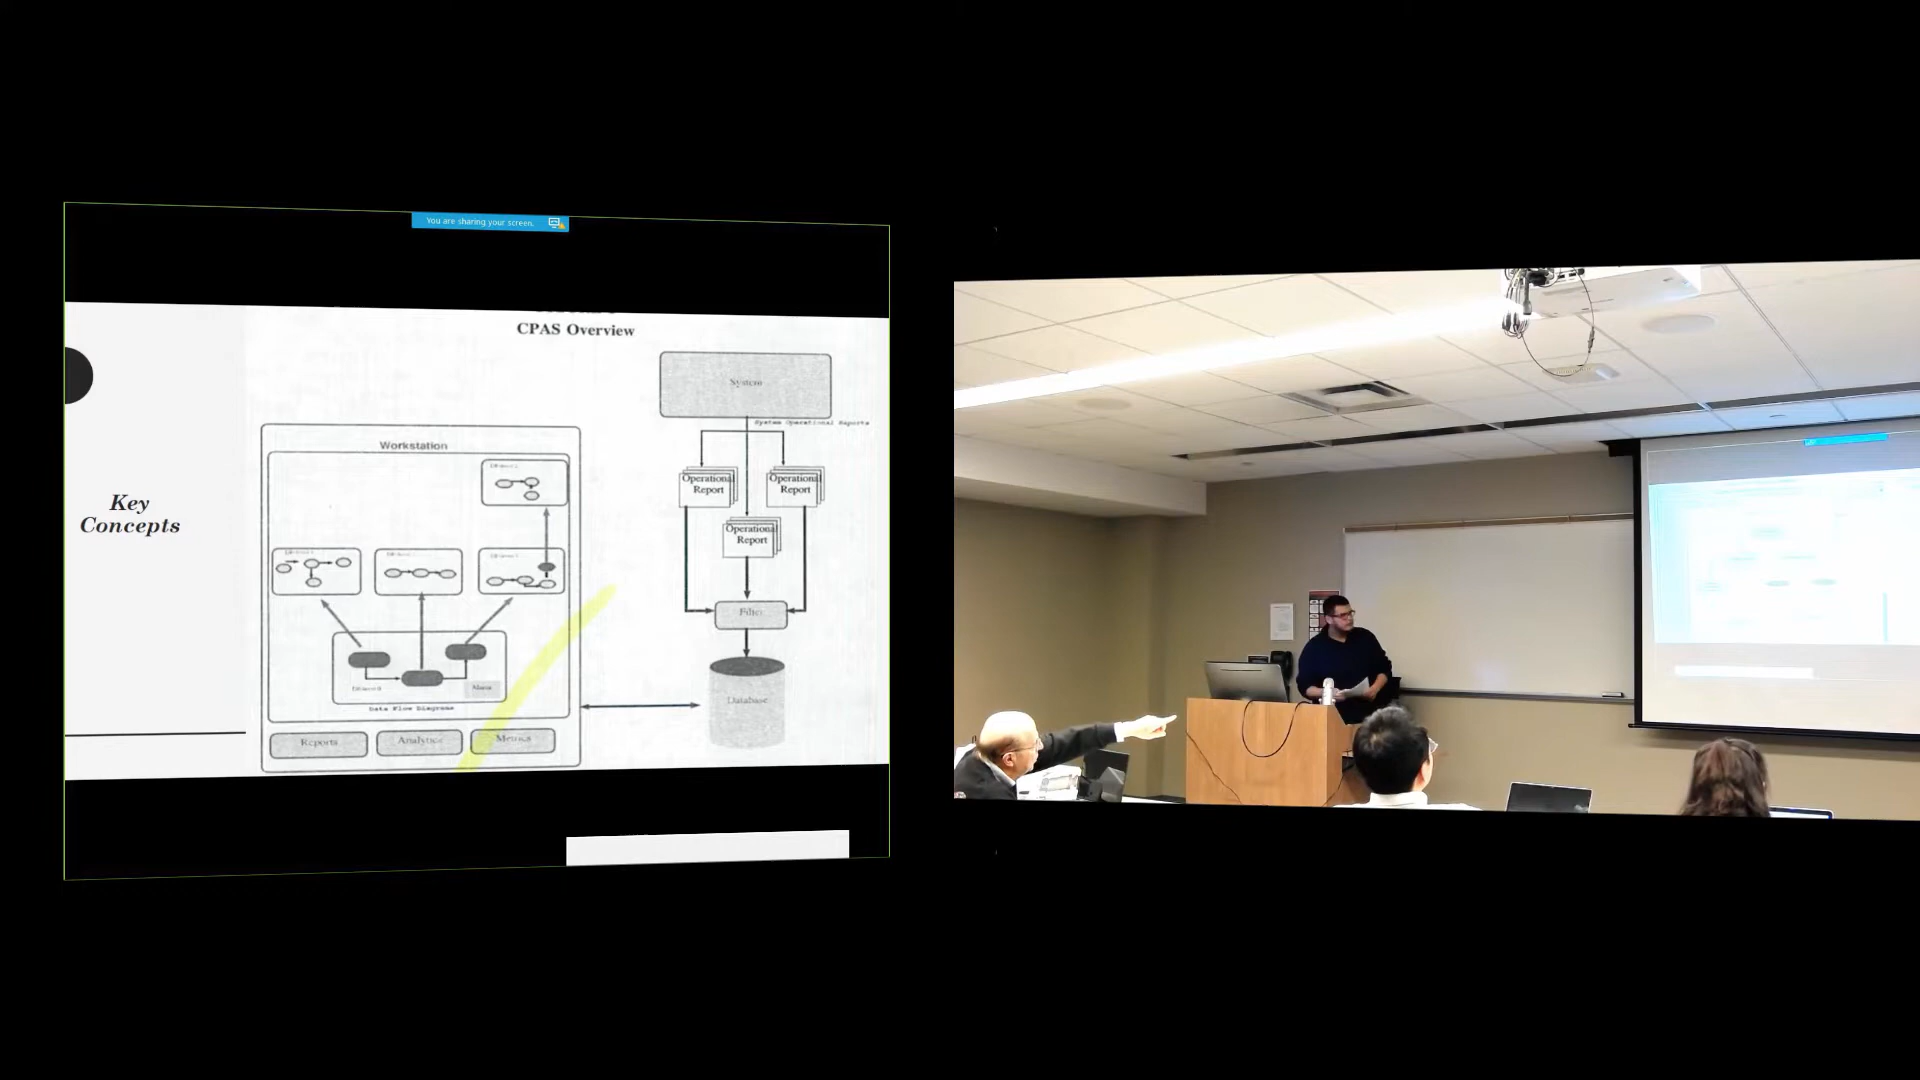 You are sharing your screen.
CPAS Overview
System
System Operational Reports
Workstation
Operational
Report
Operational
Report
Key
Concepts
Operational
Report
Filter
Data Flow Diagrams
Database
Reports
Analytics
Metrics